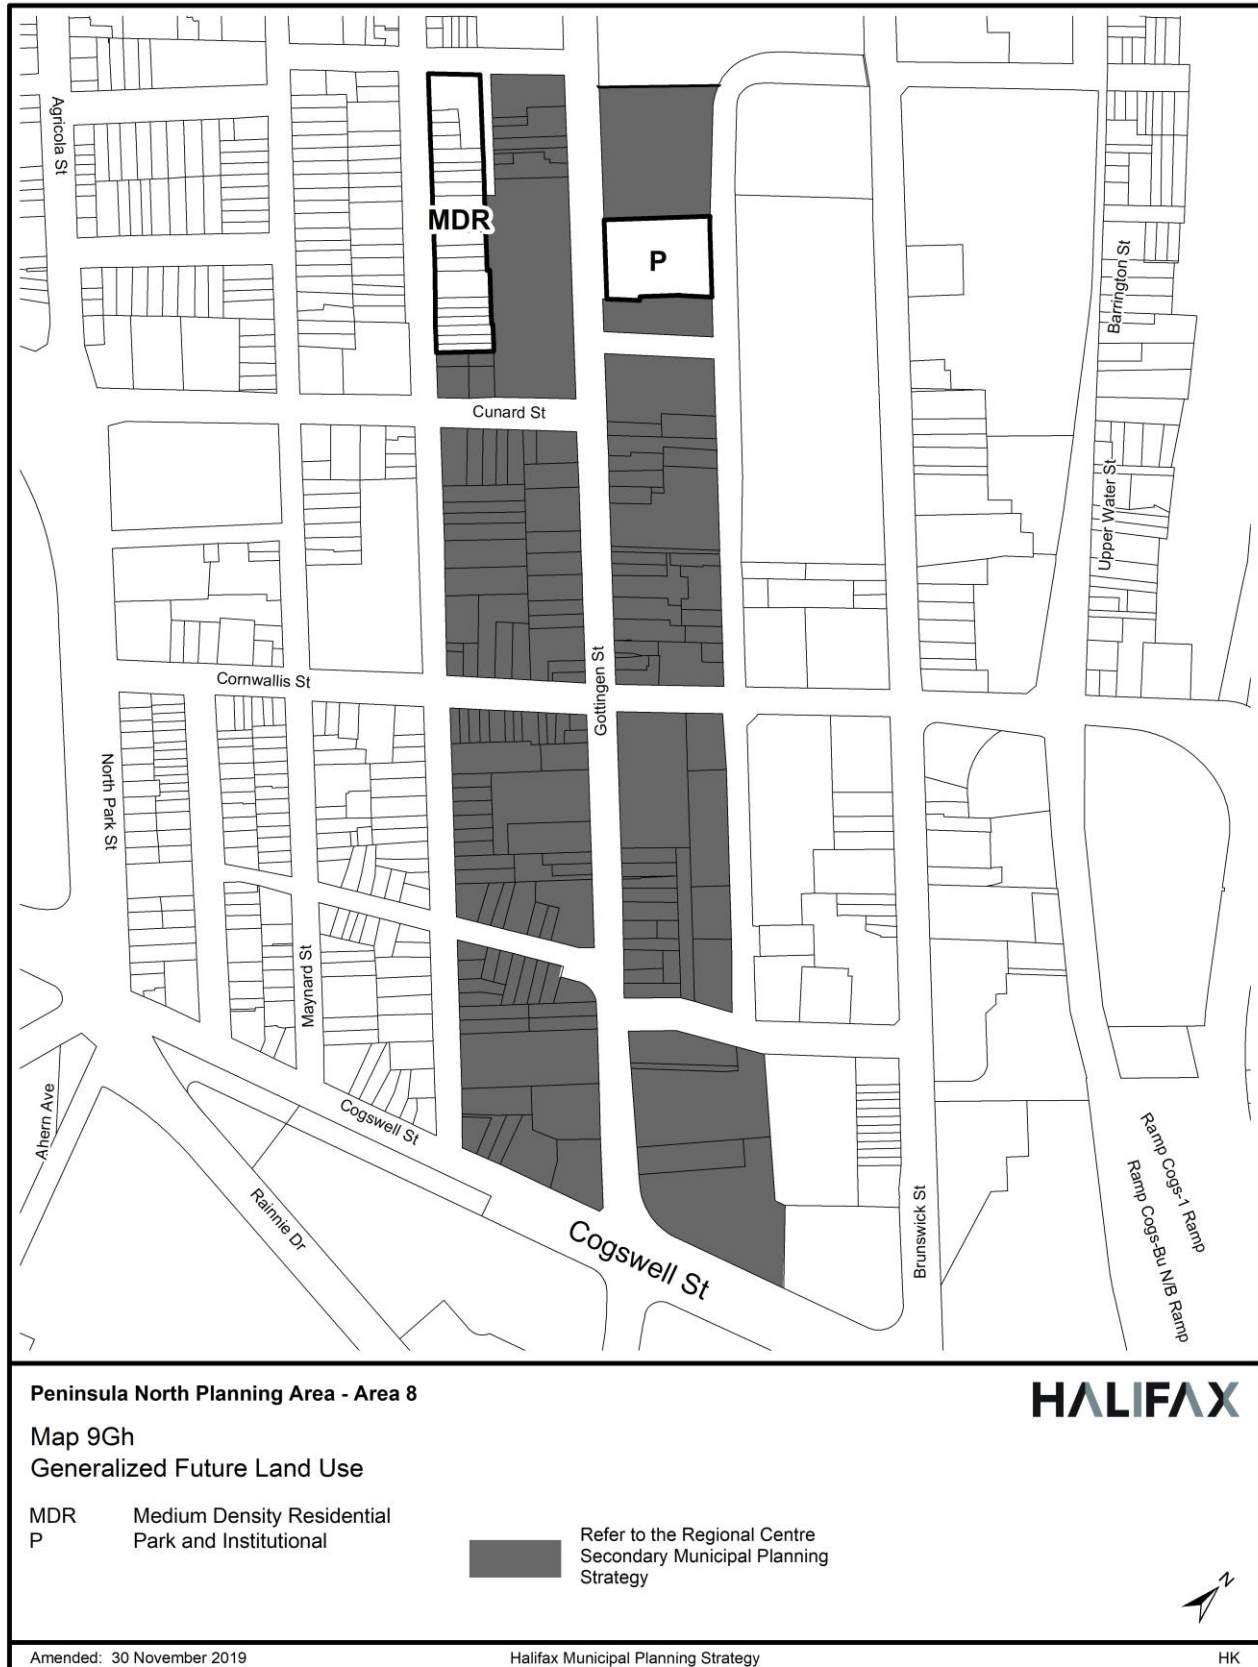 Agricola St
MDR
P
Barrington St
Cunard St
Upper Water St
Gottingen St
Cornwallis St
North Park St
Maynard St
Ahern Ave
Cogswell St
Rainnie Dr
Cogswell St
Brunswick St
Ramp Cogs-1 Ramp
Ramp Cogs-Bu N/B Ramp
Peninsula North Planning Area - Area 8
HALIFAX
Map 9Gh
Generalized Future Land Use
MDR Medium Density Residential
P Park and Institutional
Refer to the Regional Centre
Secondary Municipal Planning
Strategy
N
Amended: 30 November 2019 Halifax Municipal Planning Strategy HK